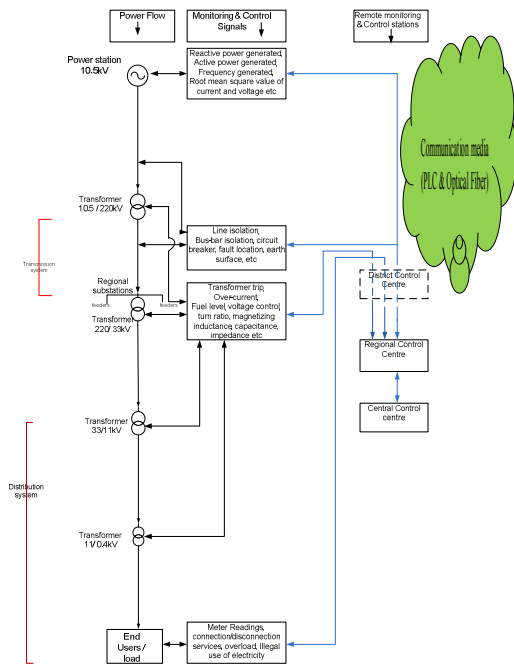 Power Flow
Monitoring & Control
Signals
Remote monitoring
& Control stations
Power station
10.5kV
Reactive power generated,
Active power generated,
Frequency generated,
Root mean square value of
current and voltage etc
Communication media
(PLC & Optical Fiber)
Transformer
10.5 / 220kV
Line isolation,
Bus-bar isolation, circuit
breaker, fault location, earth
surface, etc
Transmission
system
District Control
Centre
Regional
substations
feeders
feeders
Transformer
220/ 33kV
Transformer trip,
Over-current,
Fuel level, voltage control,
turn ratio, magnetizing
inductance, capacitance,
impedance etc
Regional Control
Centre
Central Control
centre
Transformer
33/11kV
Distribution
system
Transformer
11/ 0.4kV
End
Users /
load
Meter Readings,
connection/disconnection
services, overload, Illegal
use of electricity